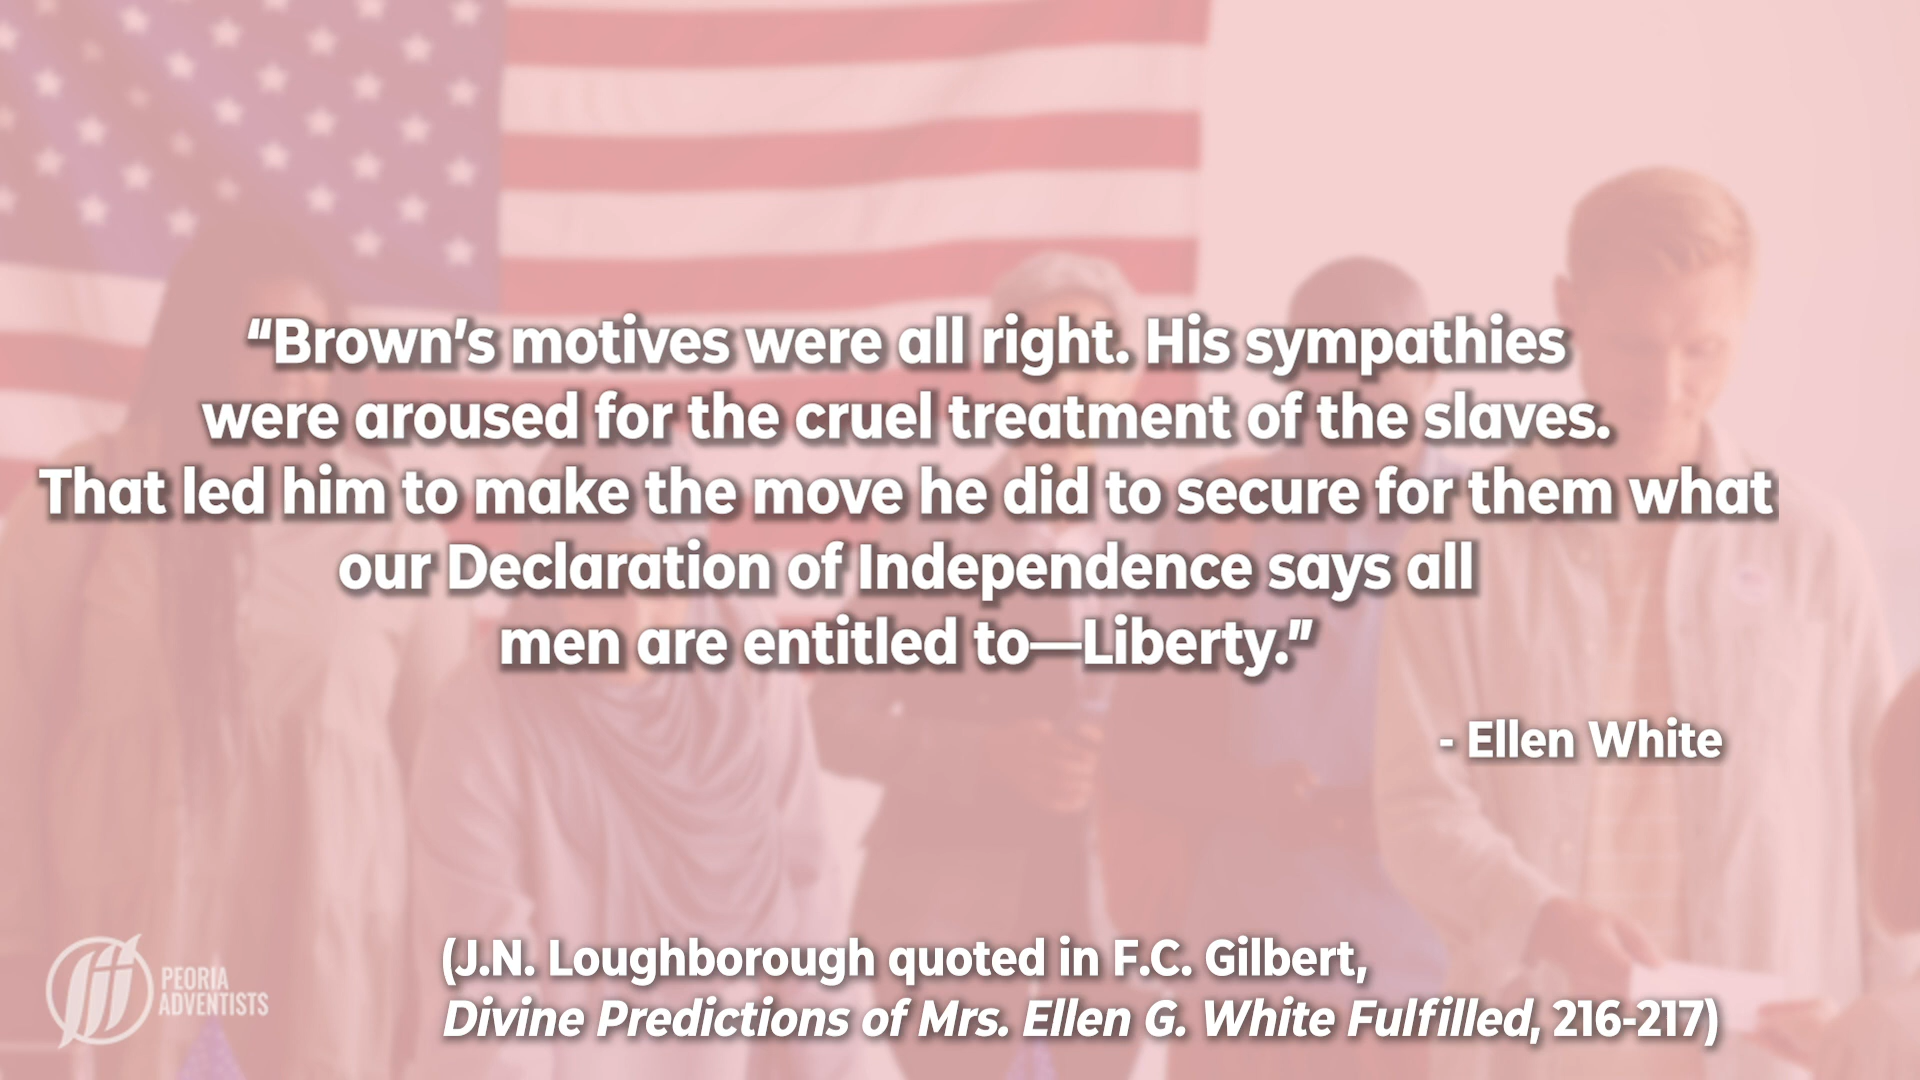 “Brown’s motives were all right. His sympathies
were aroused for the cruel treatment of the slaves.
That led him to make the move he did to secure for them what
our Declaration of Independence says all
men are entitled to—Liberty.”
- Ellen White
(J.N. Loughborough quoted in F.C. Gilbert,
Divine Predictions of Mrs. Ellen G. White Fulfilled, 216-217)
PEORIA
ADVENTISTS